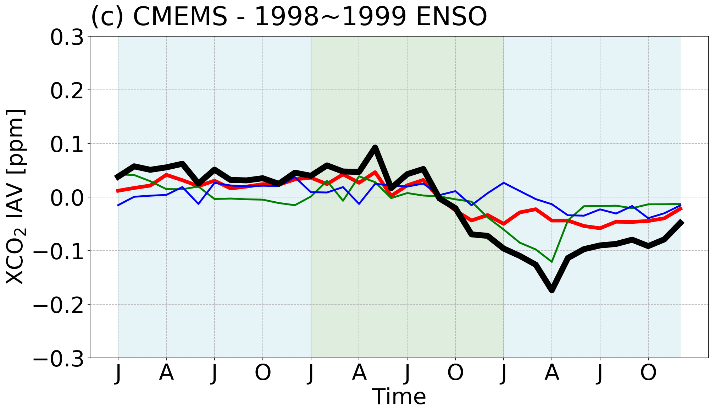 (c) CMEMS - 1998~1999 ENSO
XCO₂ IAV [ppm]
0.3
0.2
0.1
0.0
−0.1
−0.2
−0.3
J A J O J A J O J A J O
Time